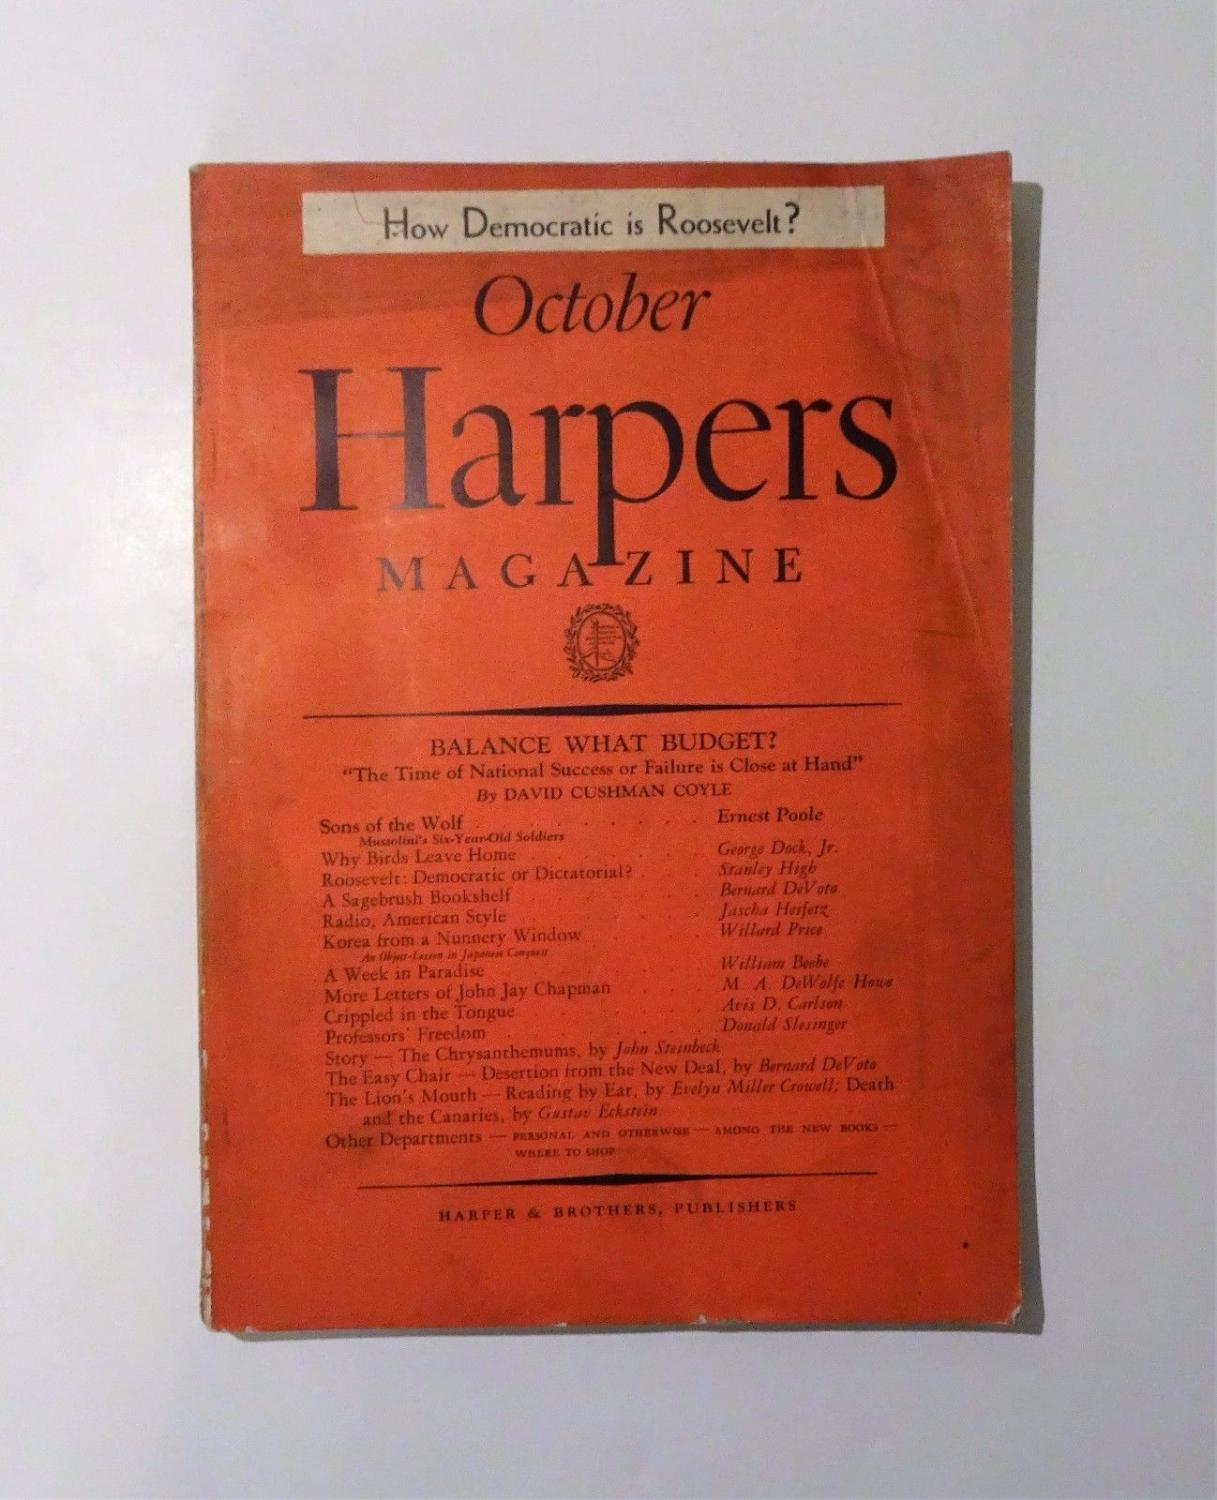 How Democratic is Roosevelt?
October
Harpers
MAGAZINE
BALANCE WHAT BUDGET?
"The Time of National Success or Failure is Close at Hand"
By DAVID CUSHMAN COYLE
Sons of the Wolf . . . . . . . Ernest Poole
Mussolini's Six-Year-Old Soldiers
Why Birds Leave Home . . . . . . George Dock, Jr.
Roosevelt: Democratic or Dictatorial? . . . Stanley High
A Sagebrush Bookshelf . . . . . . Bernard DeVoto
Radio, American Style . . . . . . Jascha Heifetz
Korea from a Nunnery Window . . . . Willard Price
An Object-Lesson in Japanese Conquest
A Week in Paradise . . . . . . William Beebe
More Letters of John Jay Chapman . . . M. A. DeWolfe Howe
Crippled in the Tongue . . . . . . Avis D. Carlson
Professors' Freedom . . . . . . Donald Slesinger
Story — The Chrysanthemums, by John Steinbeck
The Easy Chair — Desertion from the New Deal, by Bernard DeVoto
The Lion's Mouth — Reading by Ear, by Evelyn Miller Crowell; Death
and the Canaries, by Gustav Eckstein
Other Departments — PERSONAL AND OTHERWISE — AMONG THE NEW BOOKS —
WHERE TO SHOP
HARPER & BROTHERS, PUBLISHERS